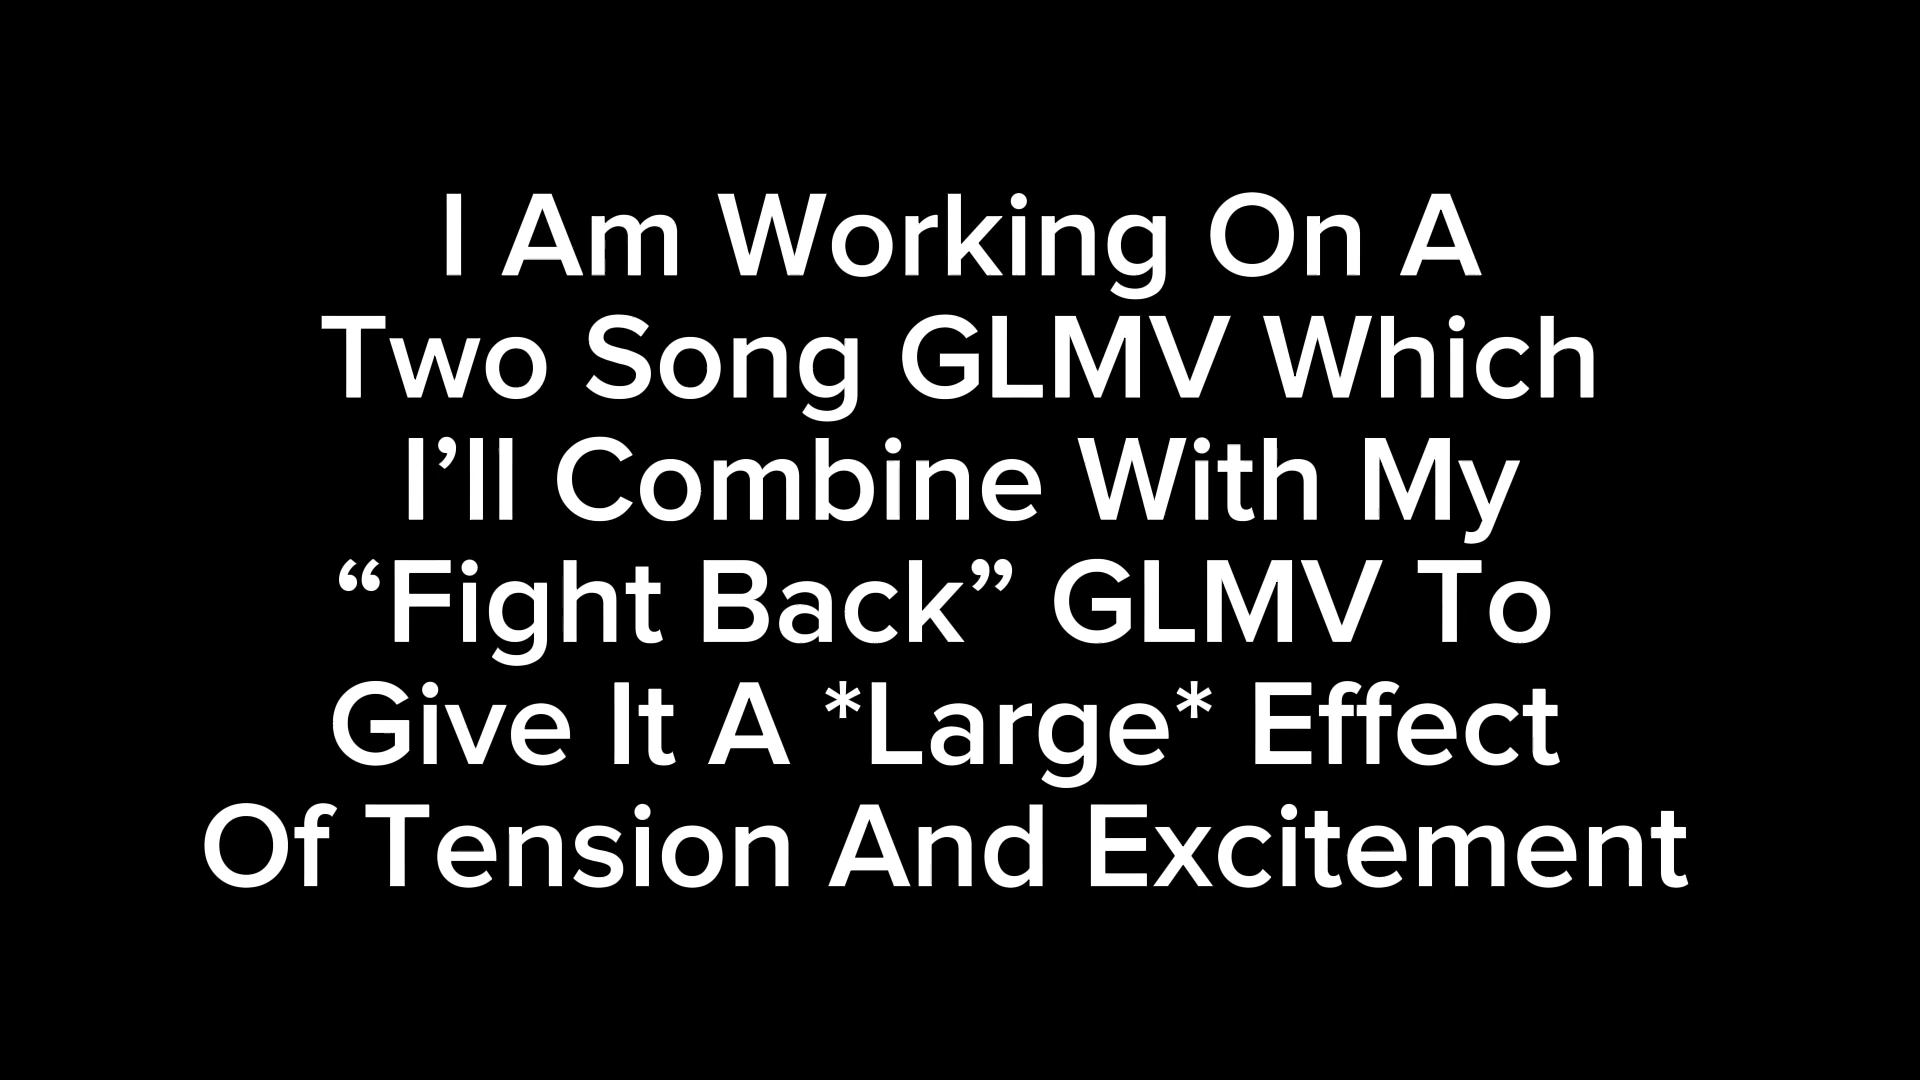 I Am Working On A
Two Song GLMV Which
I’ll Combine With My
“Fight Back” GLMV To
Give It A *Large* Effect
Of Tension And Excitement